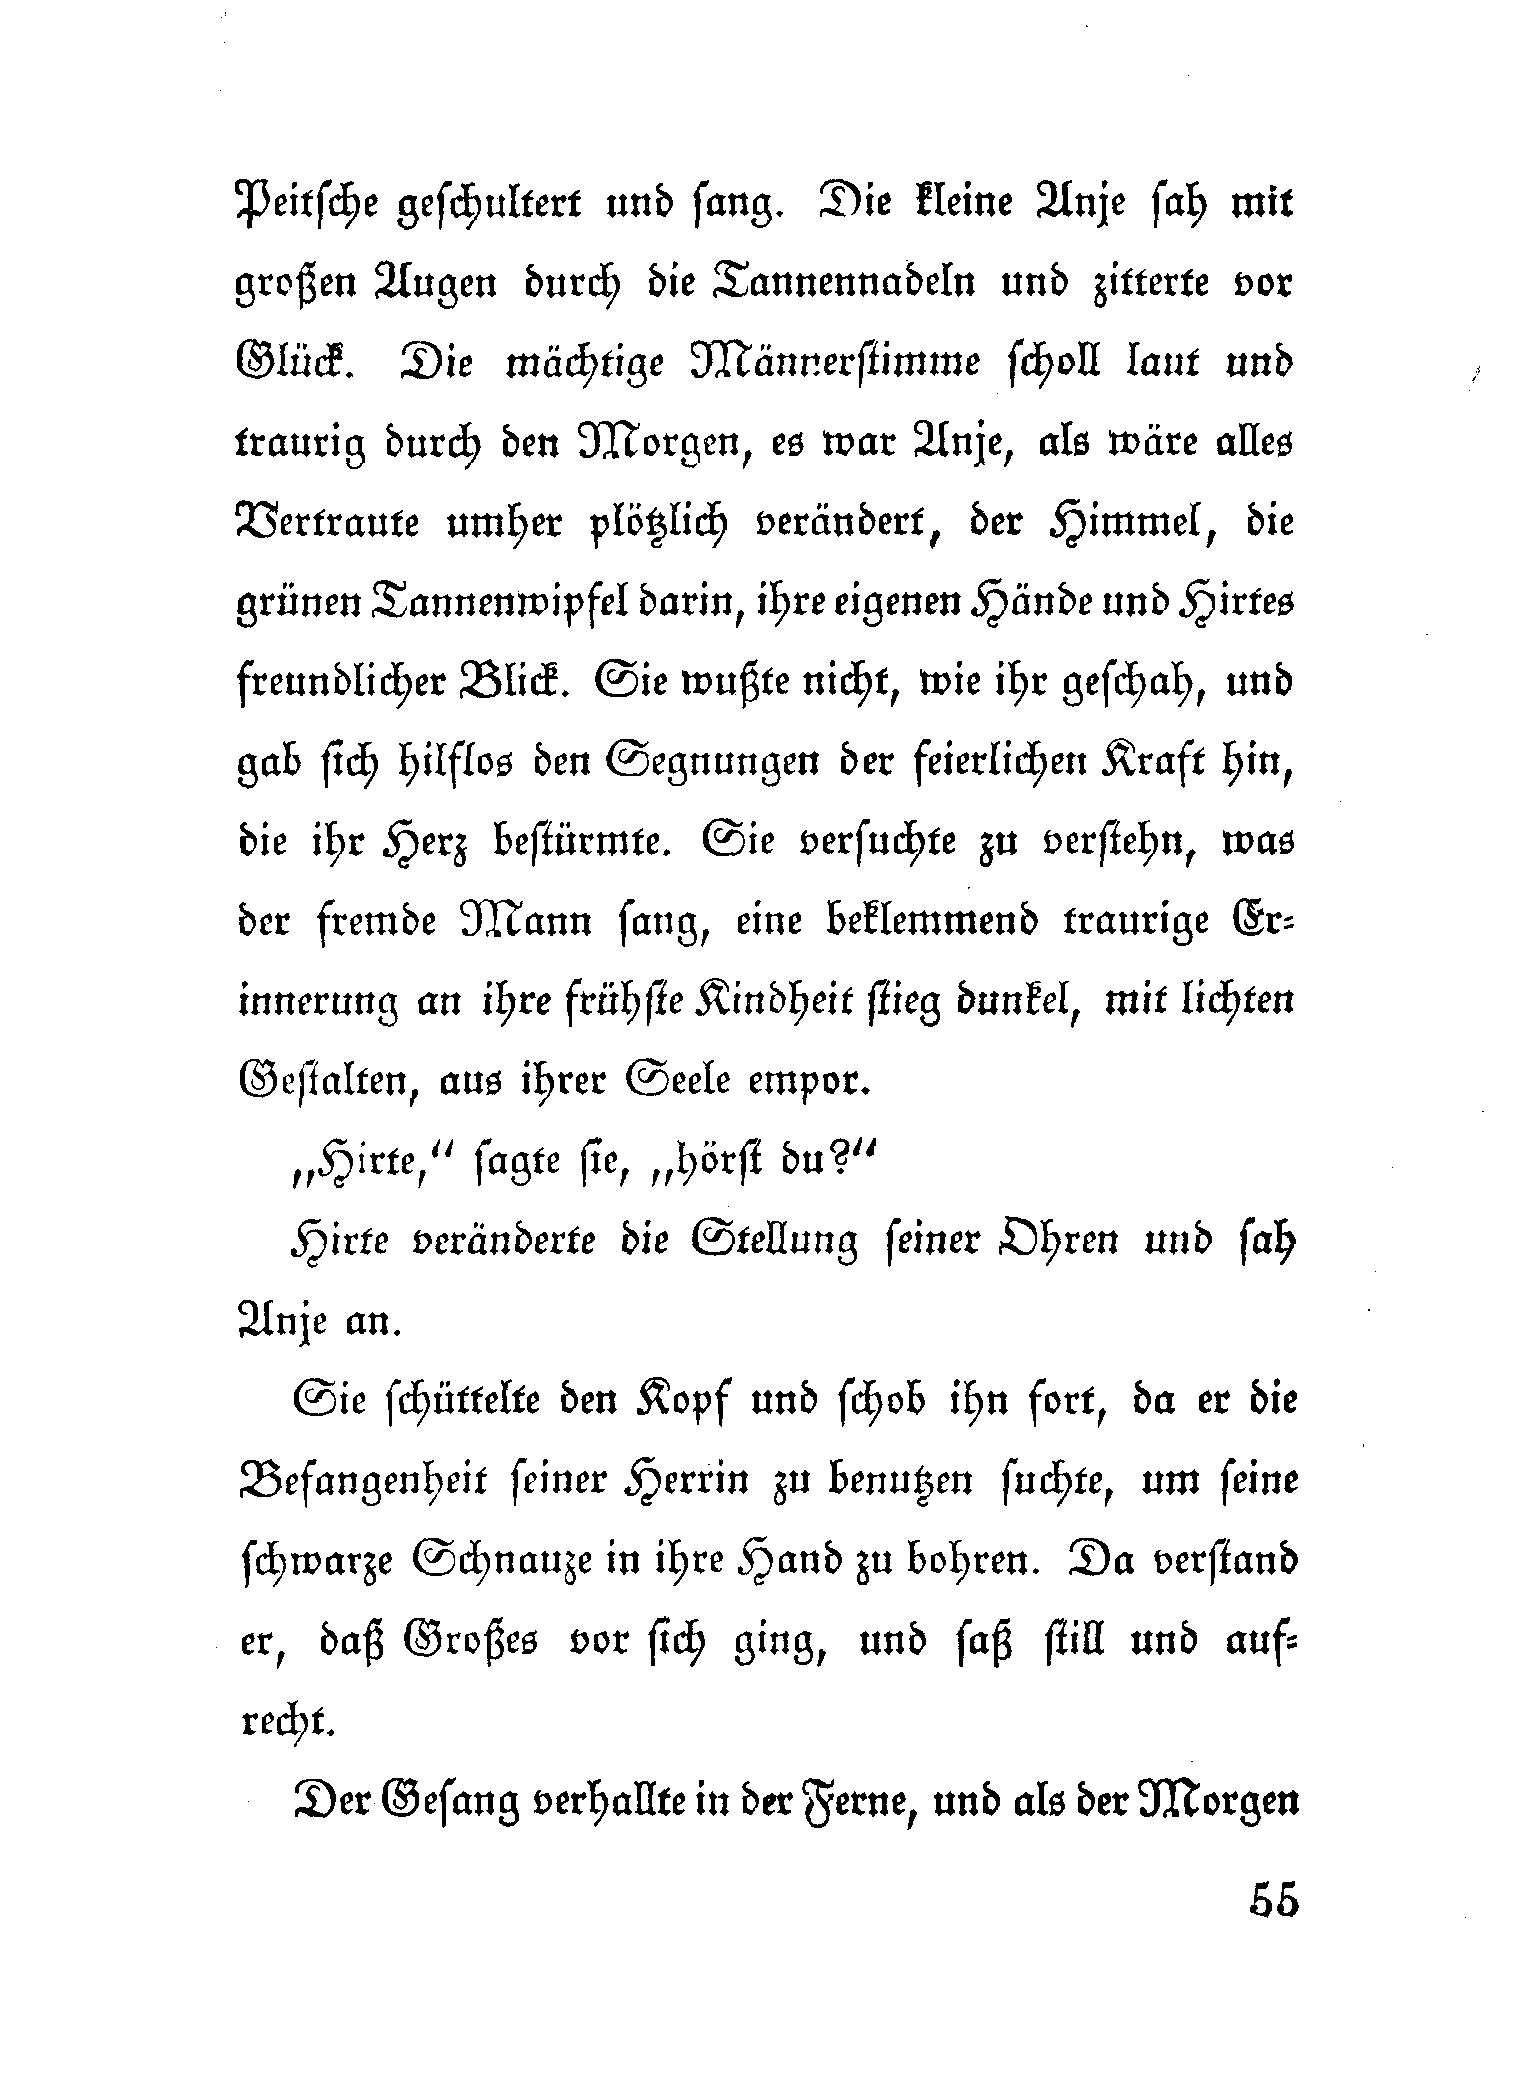 Peitsche geschultert und sang. Die kleine Anje sah mit
großen Augen durch die Tannennadeln und zitterte vor
Glück. Die mächtige Männerstimme scholl laut und
traurig durch den Morgen, es war Anje, als wäre alles
Vertraute umher plötzlich verändert, der Himmel, die
grünen Tannenwipfel darin, ihre eigenen Hände und Hirtes
freundlicher Blick. Sie wußte nicht, wie ihr geschah, und
gab sich hilflos den Segnungen der feierlichen Kraft hin,
die ihr Herz bestürmte. Sie versuchte zu verstehn, was
der fremde Mann sang, eine beklemmend traurige Er-
innerung an ihre frühste Kindheit stieg dunkel, mit lichten
Gestalten, aus ihrer Seele empor.
„Hirte,“ sagte sie, „hörst du?“
Hirte veränderte die Stellung seiner Ohren und sah
Anje an.
Sie schüttelte den Kopf und schob ihn fort, da er die
Befangenheit seiner Herrin zu benutzen suchte, um seine
schwarze Schnauze in ihre Hand zu bohren. Da verstand
er, daß Großes vor sich ging, und saß still und auf-
recht.
Der Gesang verhallte in der Ferne, und als der Morgen
55